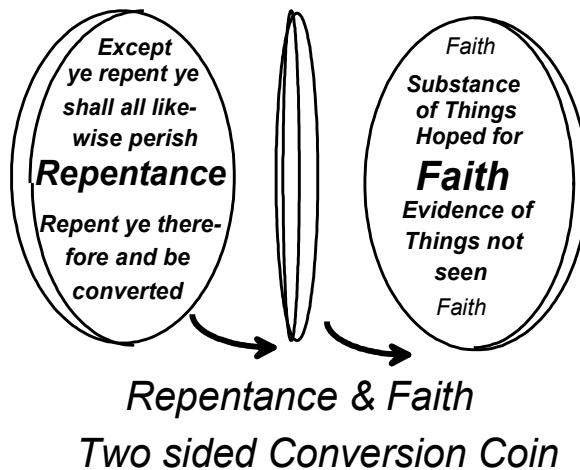 Except
ye repent ye
shall all like-
wise perish
Repentance
Repent ye there-
fore and be
converted
Faith
Substance
of Things
Hoped for
Faith
Evidence of
Things not
seen
Faith
Repentance & Faith
Two sided Conversion Coin